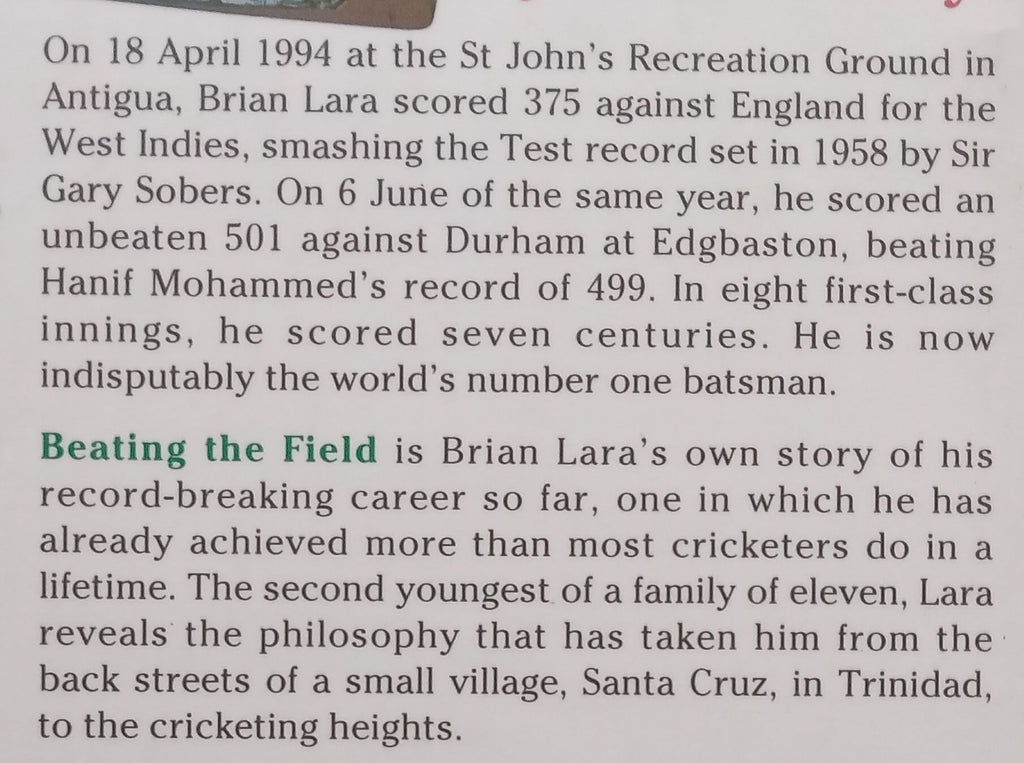 On 18 April 1994 at the St John's Recreation Ground in
Antigua, Brian Lara scored 375 against England for the
West Indies, smashing the Test record set in 1958 by Sir
Gary Sobers. On 6 June of the same year, he scored an
unbeaten 501 against Durham at Edgbaston, beating
Hanif Mohammed's record of 499. In eight first-class
innings, he scored seven centuries. He is now
indisputably the world's number one batsman.
Beating the Field is Brian Lara's own story of his
record-breaking career so far, one in which he has
already achieved more than most cricketers do in a
lifetime. The second youngest of a family of eleven, Lara
reveals the philosophy that has taken him from the
back streets of a small village, Santa Cruz, in Trinidad,
to the cricketing heights.